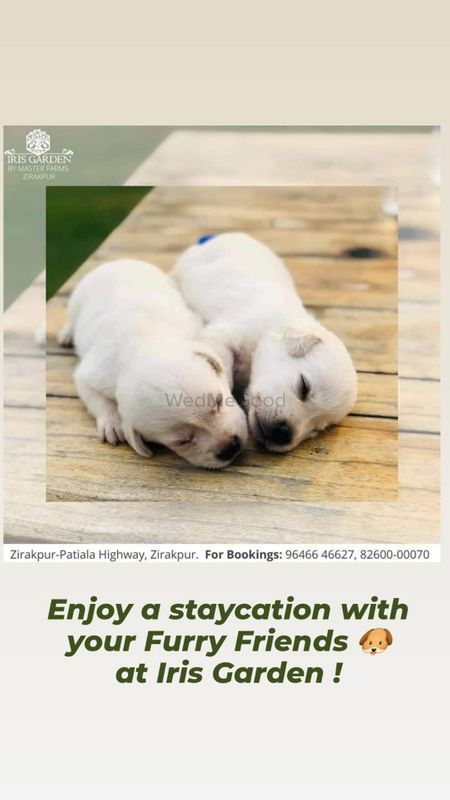 IRIS GARDEN
BY MASTER FARMS
ZIRAKPUR
WedMeGood
Zirakpur-Patiala Highway, Zirakpur. For Bookings: 96466 46627, 82600-00070
Enjoy a staycation with
your Furry Friends 🐶
at Iris Garden !